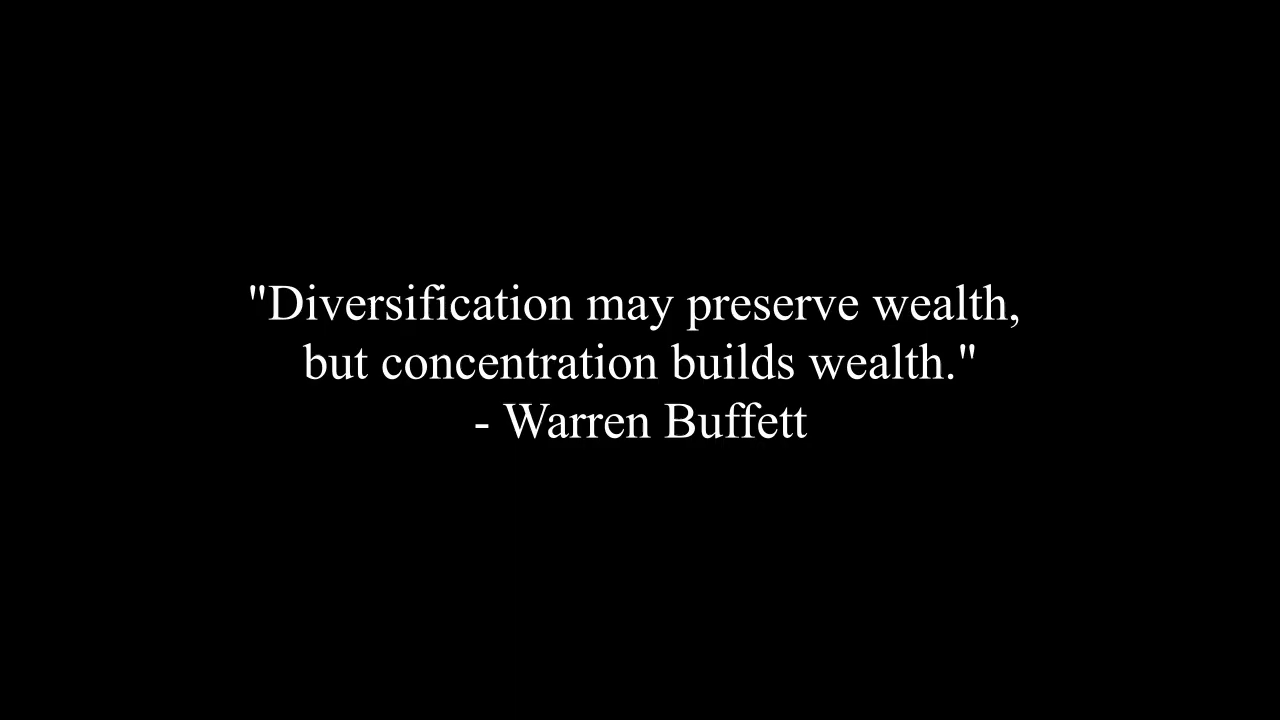 "Diversification may preserve wealth,
but concentration builds wealth."
- Warren Buffett